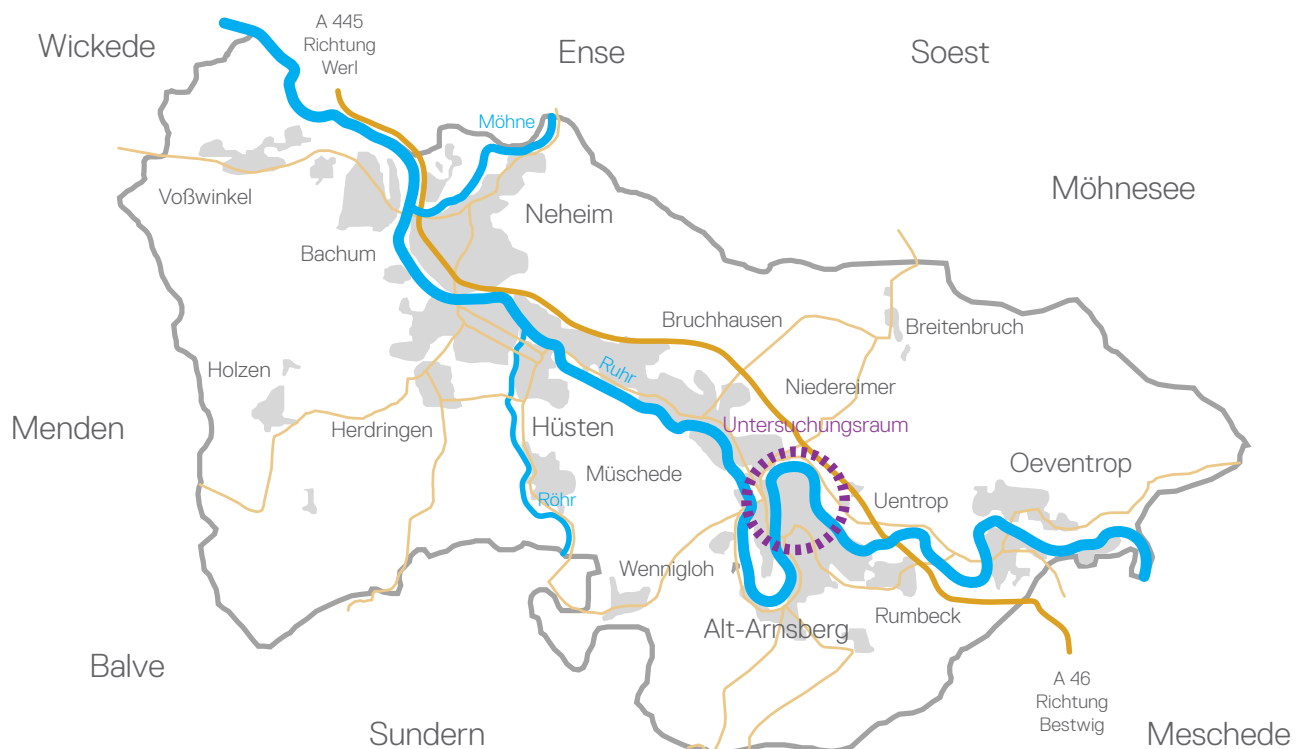 A 445
Richtung
Werl
Wickede
Ense
Soest
Möhne
Möhnesee
Voßwinkel
Neheim
Bachum
Bruchhausen
Breitenbruch
Holzen
Ruhr
Niedereimer
Menden
Herdringen
Hüsten
Untersuchungsraum
Oeventrop
Müschede
Röhr
Uentrop
Wennigloh
Rumbeck
Alt-Arnsberg
Balve
A 46
Richtung
Bestwig
Sundern
Meschede